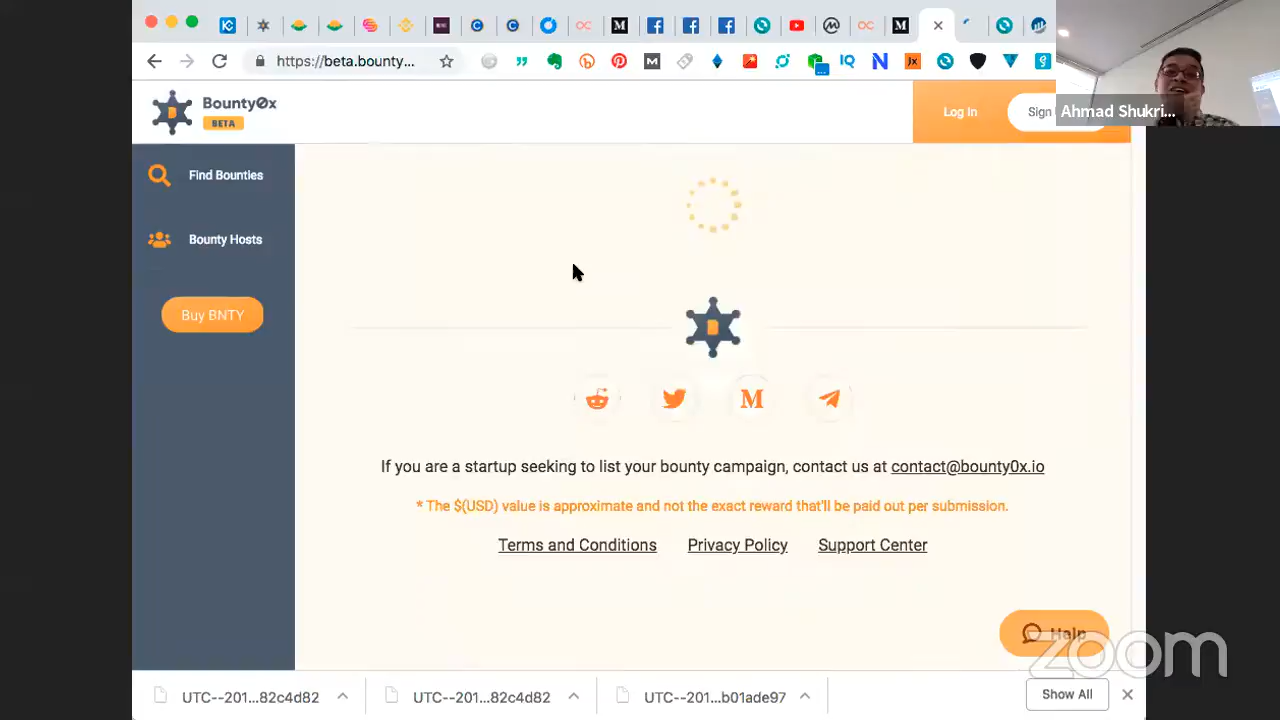 https://beta.bounty...
Bounty0x
BETA
Log In
Sign
Ahmad Shukri...
Find Bounties
Bounty Hosts
Buy BNTY
If you are a startup seeking to list your bounty campaign, contact us at contact@bounty0x.io
* The $(USD) value is approximate and not the exact reward that'll be paid out per submission.
Terms and Conditions
Privacy Policy
Support Center
Help
zoom
UTC--201...82c4d82
UTC--201...82c4d82
UTC--201...b01ade97
Show All